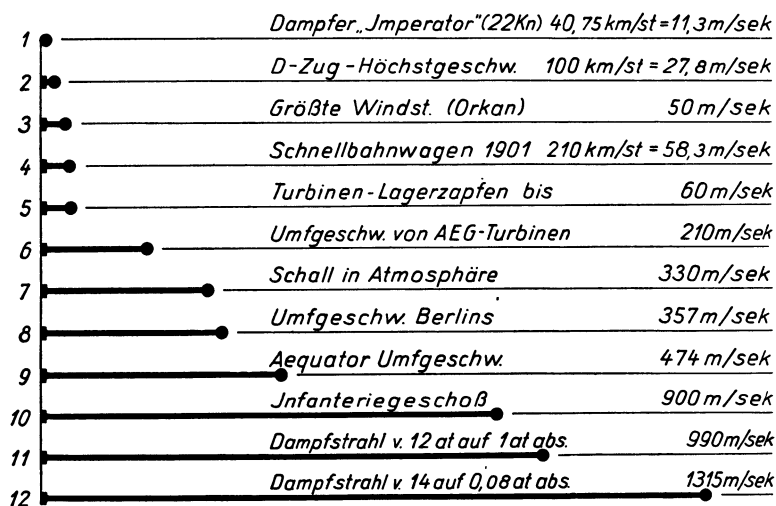 1 Dampfer „Jmperator" (22Kn) 40,75 km/st = 11,3 m/sek
2 D-Zug-Höchstgeschw. 100 km/st = 27,8 m/sek
3 Größte Windst. (Orkan) 50 m/sek
4 Schnellbahnwagen 1901 210 km/st = 58,3 m/sek
5 Turbinen-Lagerzapfen bis 60 m/sek
6 Umfgeschw. von AEG-Turbinen 210 m/sek
7 Schall in Atmosphäre 330 m/sek
8 Umfgeschw. Berlins 357 m/sek
9 Aequator Umfgeschw. 474 m/sek
10 Jnfanteriegeschoß 900 m/sek
11 Dampfstrahl v. 12 at auf 1 at abs. 990 m/sek
12 Dampfstrahl v. 14 auf 0,08 at abs. 1315 m/sek